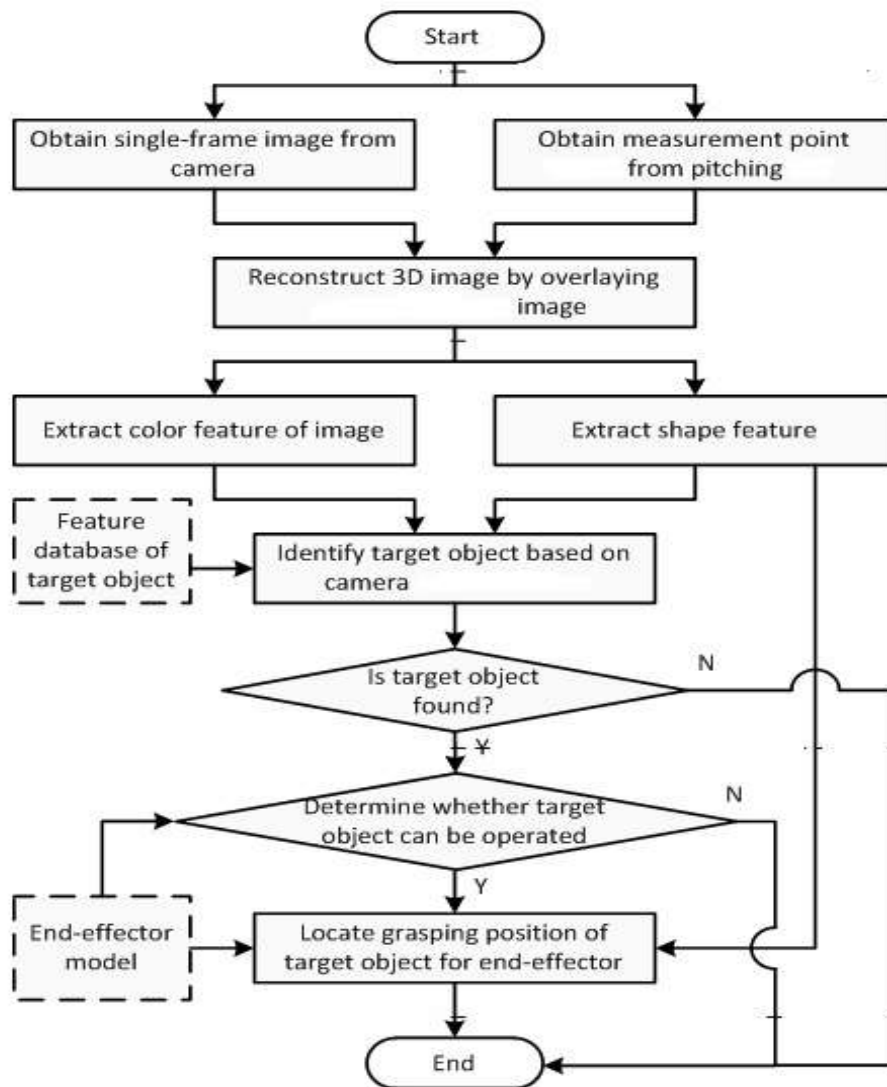 Start
Obtain single-frame image from
camera
Obtain measurement point
from pitching
Reconstruct 3D image by overlaying
image
Extract color feature of image
Extract shape feature
Feature
database of
target object
Identify target object based on
camera
Is target object
found?
N
Y
Determine whether target
object can be operated
N
Y
End-effector
model
Locate grasping position of
target object for end-effector
End